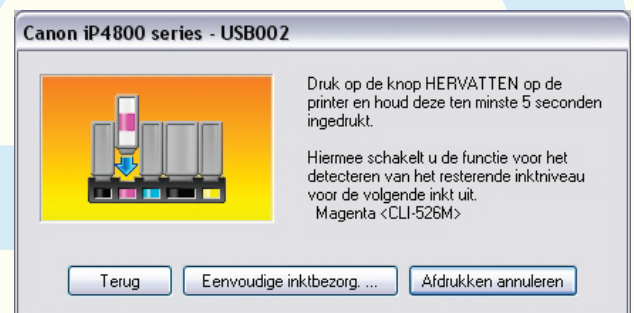 Canon iP4800 series - USB002
Druk op de knop HERVATTEN op de
printer en houd deze ten minste 5 seconden
ingedrukt.
Hiermee schakelt u de functie voor het
detecteren van het resterende inktniveau
voor de volgende inkt uit.
Magenta <CLI-526M>
Terug
Eenvoudige inktbezorg. ...
Afdrukken annuleren